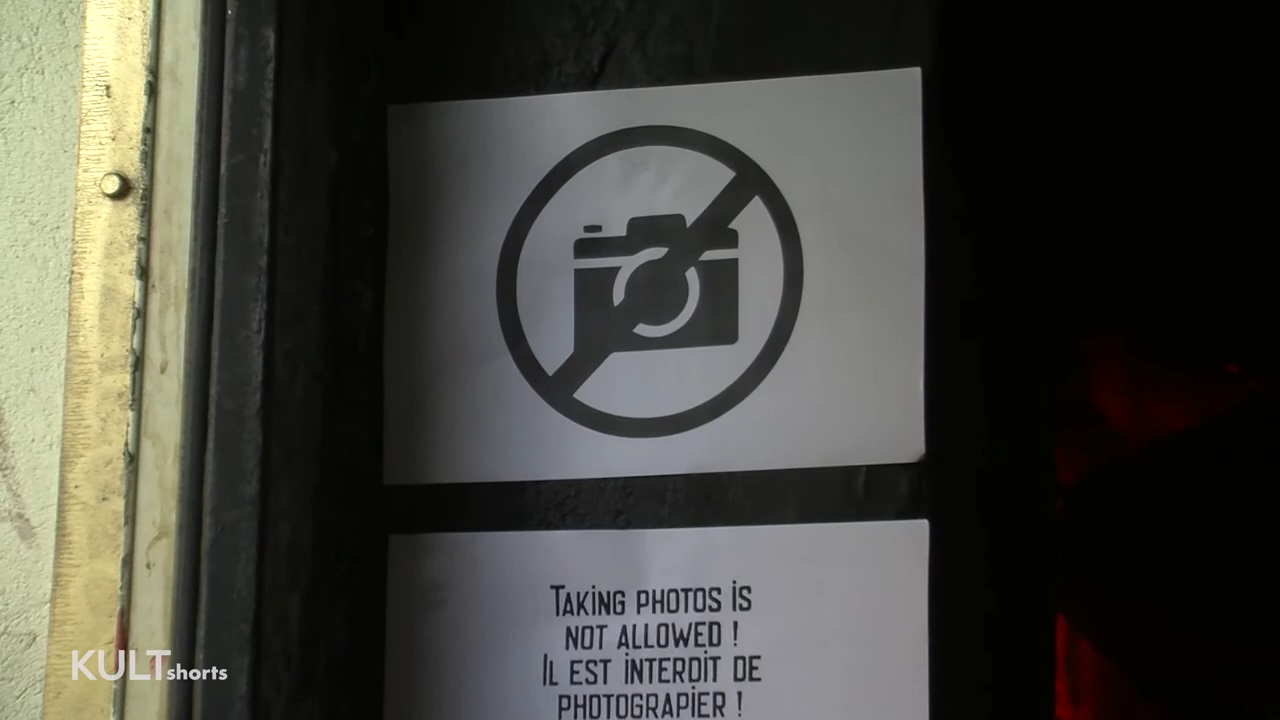 Taking photos is
not allowed !
Il est interdit de
photograpier !
KULTshorts